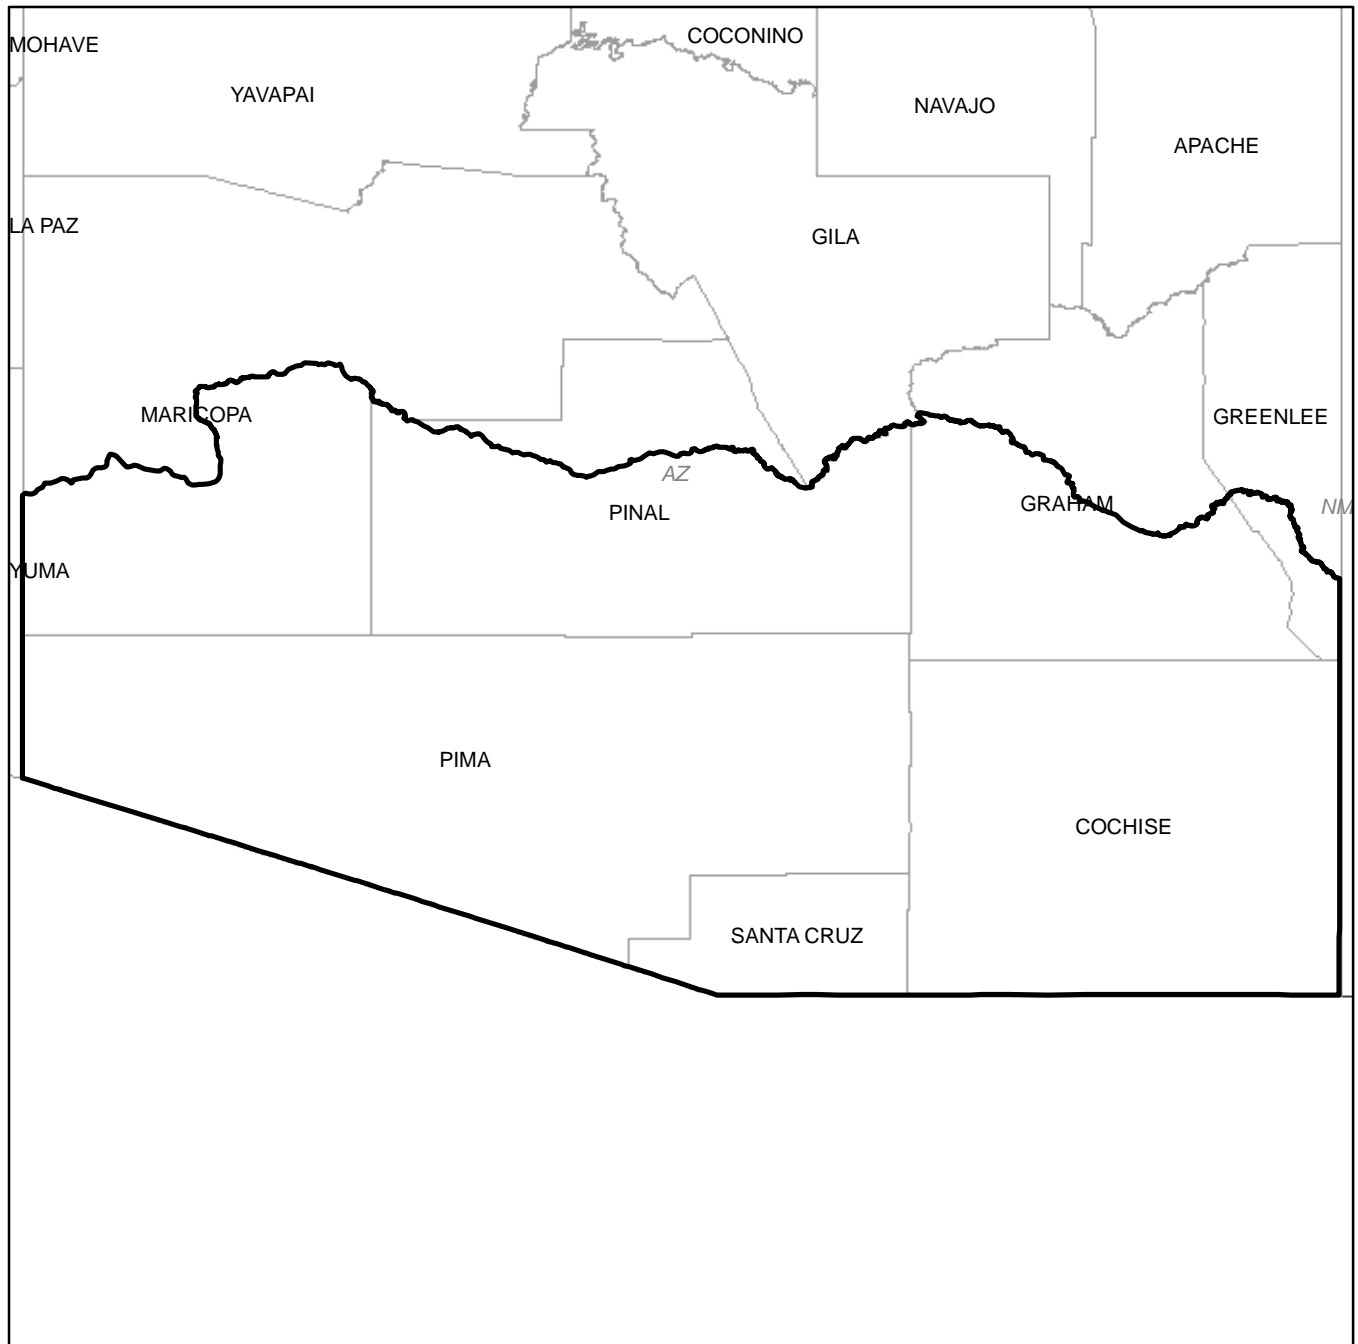 COCONINO
MOHAVE
YAVAPAI
NAVAJO
APACHE
LA PAZ
GILA
MARICOPA
GREENLEE
AZ
GRAHAM
NM
PINAL
YUMA
PIMA
COCHISE
SANTA CRUZ